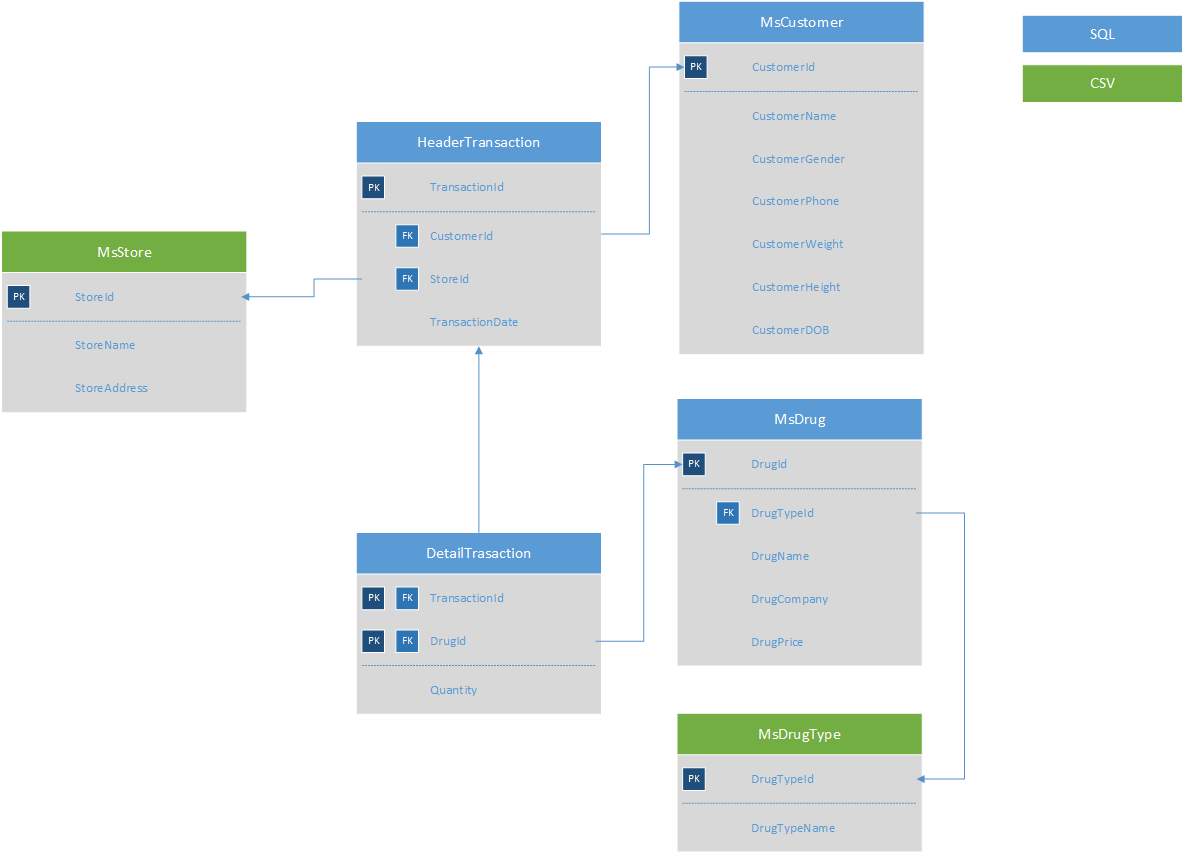 MsCustomer
PK CustomerId
CustomerName
CustomerGender
CustomerPhone
CustomerWeight
CustomerHeight
CustomerDOB
SQL
CSV
HeaderTransaction
PK TransactionId
FK CustomerId
FK StoreId
TransactionDate
MsStore
PK StoreId
StoreName
StoreAddress
MsDrug
PK DrugId
FK DrugTypeId
DrugName
DrugCompany
DrugPrice
DetailTrasaction
PK FK TransactionId
PK FK DrugId
Quantity
MsDrugType
PK DrugTypeId
DrugTypeName